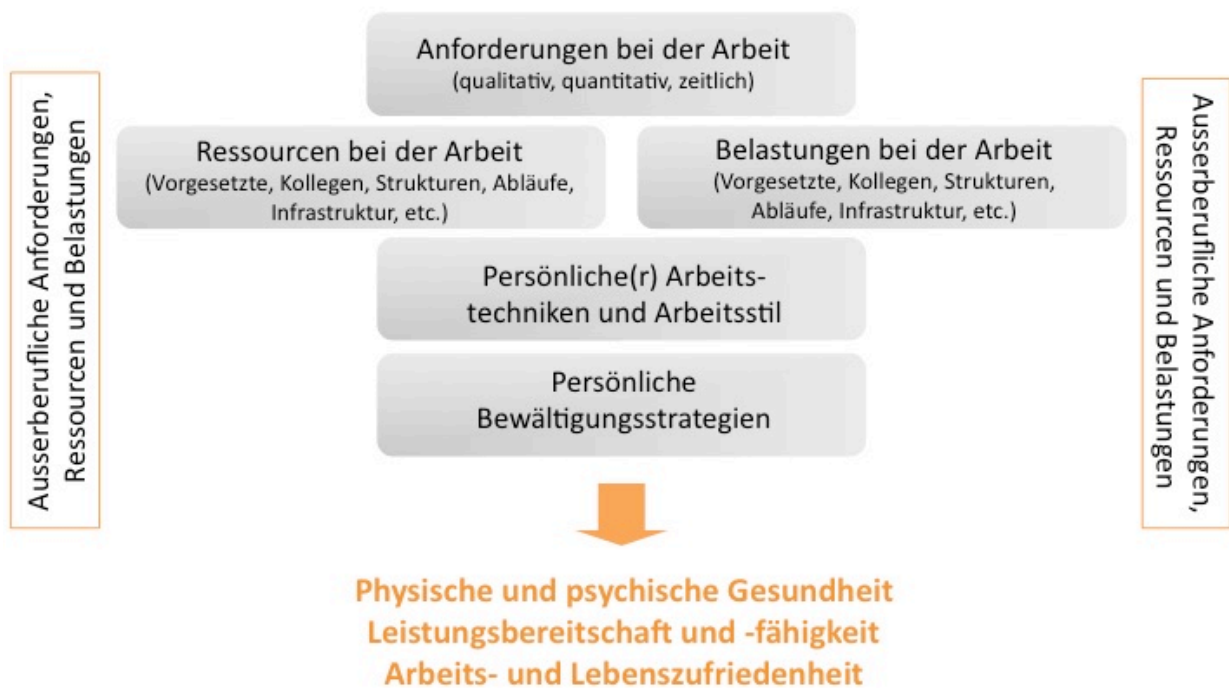 Anforderungen bei der Arbeit
(qualitativ, quantitativ, zeitlich)
Ausserberufliche Anforderungen,
Ressourcen und Belastungen
Ressourcen bei der Arbeit
(Vorgesetzte, Kollegen, Strukturen, Abläufe,
Infrastruktur, etc.)
Belastungen bei der Arbeit
(Vorgesetzte, Kollegen, Strukturen,
Abläufe, Infrastruktur, etc.)
Ausserberufliche Anforderungen,
Ressourcen und Belastungen
Persönliche(r) Arbeits-
techniken und Arbeitsstil
Persönliche
Bewältigungsstrategien
Physische und psychische Gesundheit
Leistungsbereitschaft und -fähigkeit
Arbeits- und Lebenszufriedenheit